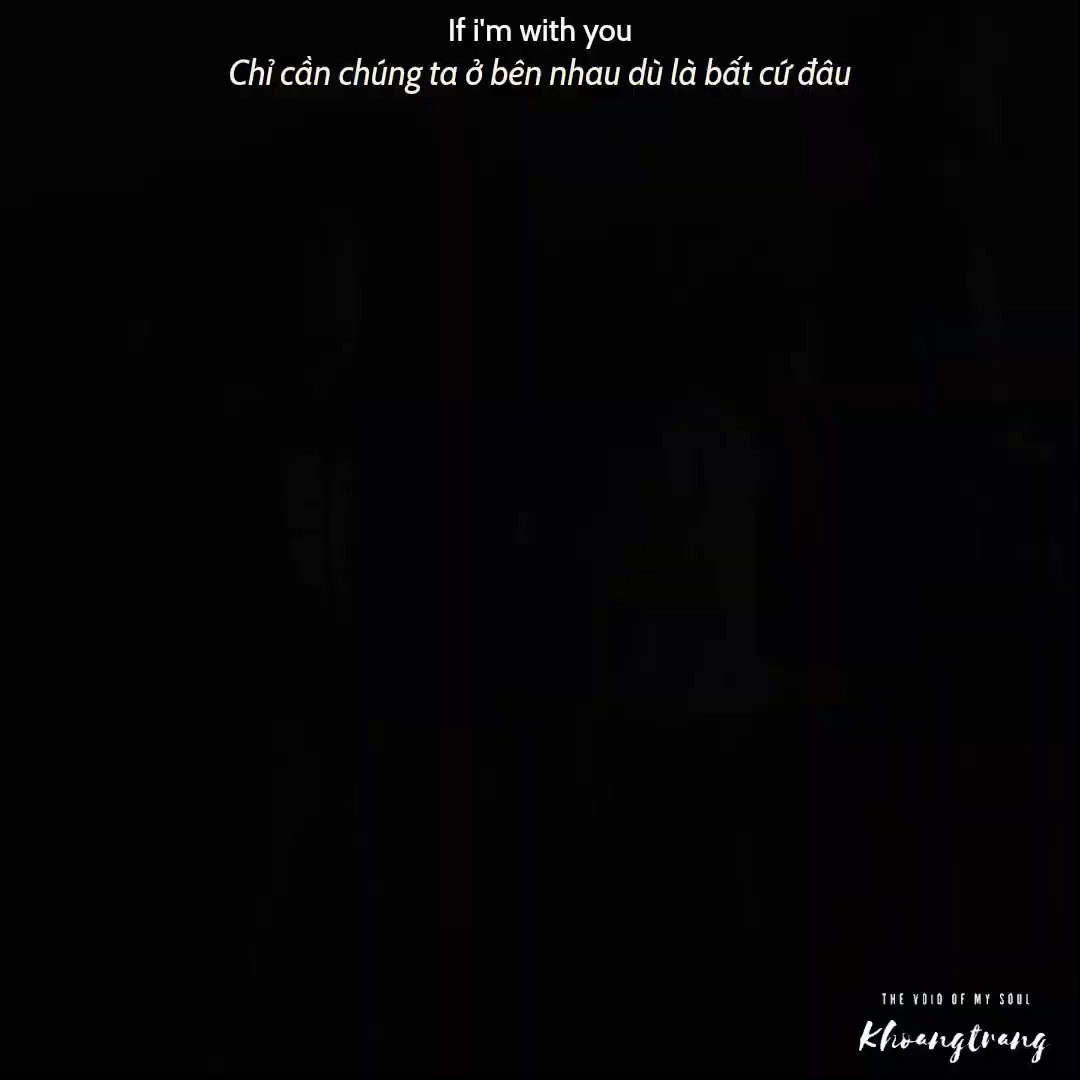 If i'm with you
Chỉ cần chúng ta ở bên nhau dù là bất cứ đâu
THE VOID OF MY SOUL
Khoangtrang